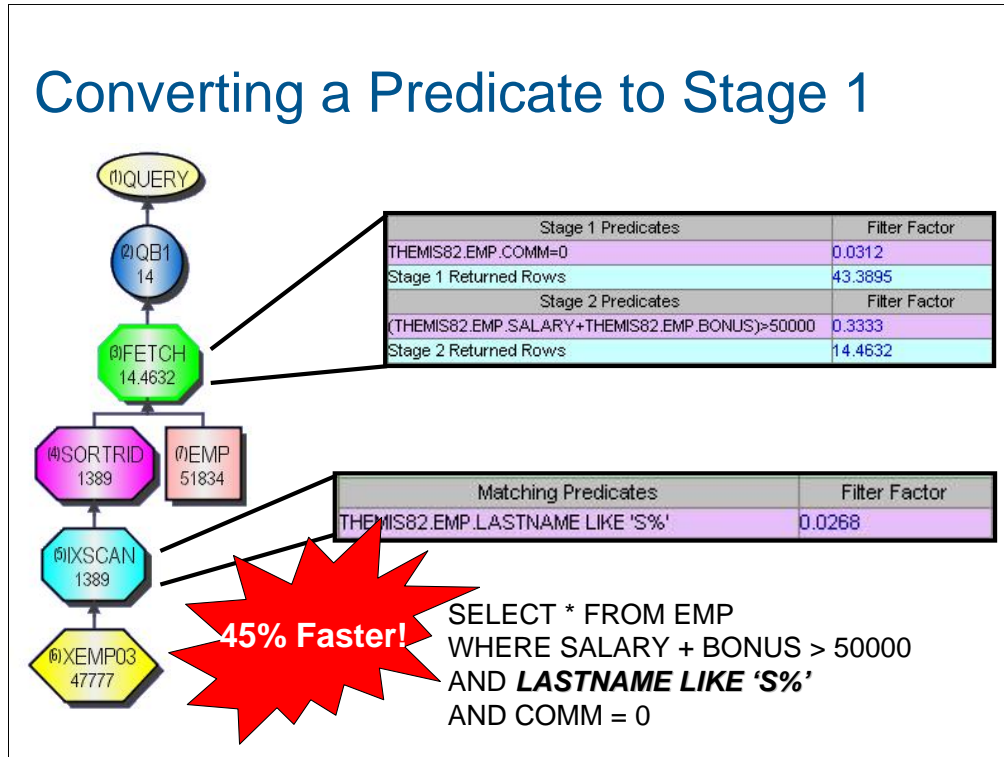 Converting a Predicate to Stage 1
(1)QUERY
(2)QB1
14
(3)FETCH
14.4632
(4)SORTRID
1389
(7)EMP
51834
(5)IXSCAN
1389
(6)XEMP03
47777
Stage 1 Predicates Filter Factor
THEMIS82.EMP.COMM=0 0.0312
Stage 1 Returned Rows 43.3895
Stage 2 Predicates Filter Factor
(THEMIS82.EMP.SALARY+THEMIS82.EMP.BONUS)>50000 0.3333
Stage 2 Returned Rows 14.4632
Matching Predicates Filter Factor
THEMIS82.EMP.LASTNAME LIKE 'S%' 0.0268
45% Faster!
SELECT * FROM EMP
WHERE SALARY + BONUS > 50000
AND LASTNAME LIKE ‘S%’
AND COMM = 0